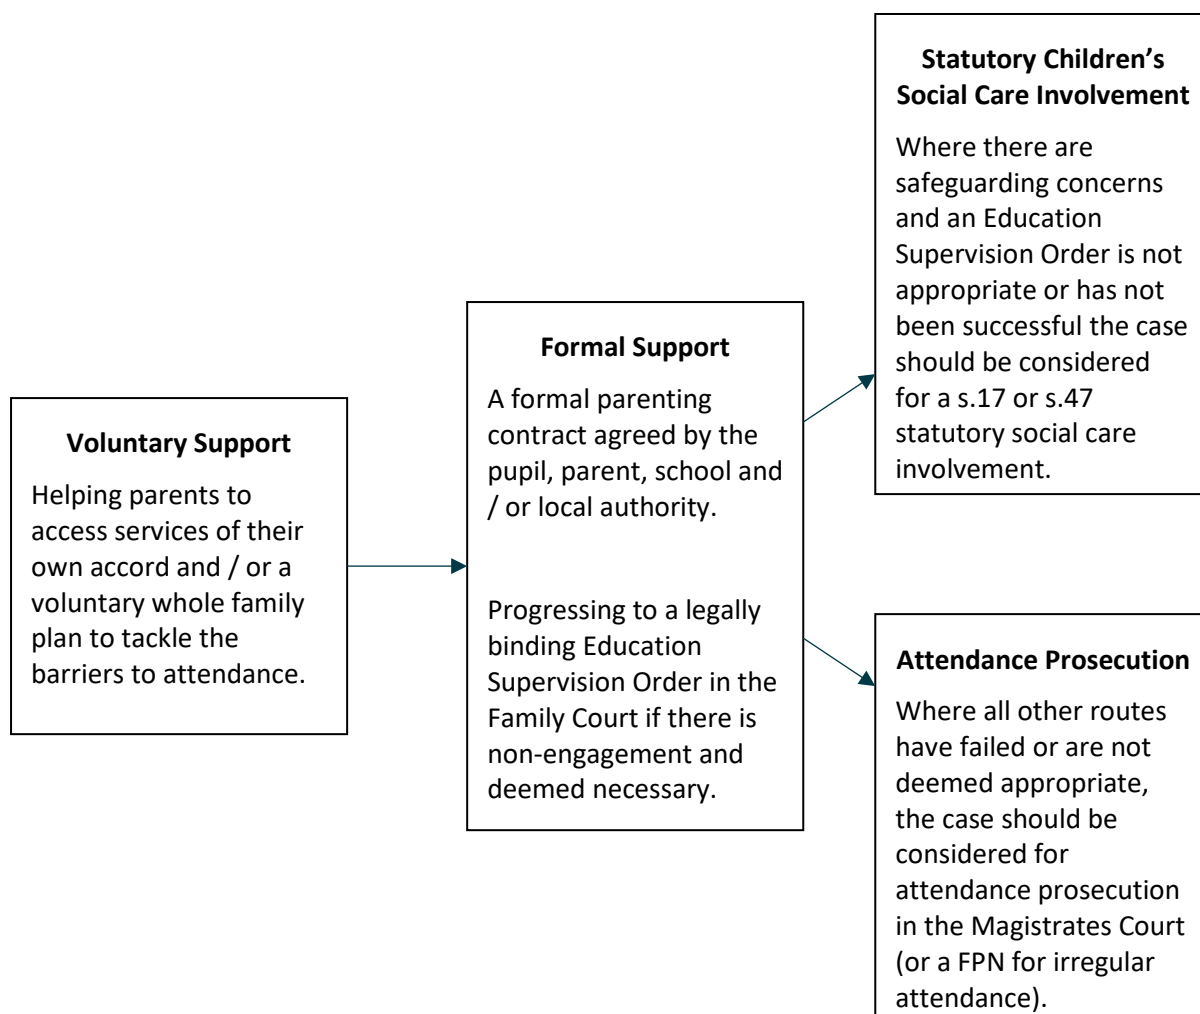 Voluntary Support
Helping parents to
access services of their
own accord and / or a
voluntary whole family
plan to tackle the
barriers to attendance.
Formal Support
A formal parenting
contract agreed by the
pupil, parent, school and
/ or local authority.
Progressing to a legally
binding Education
Supervision Order in the
Family Court if there is
non-engagement and
deemed necessary.
Statutory Children’s
Social Care Involvement
Where there are
safeguarding concerns
and an Education
Supervision Order is not
appropriate or has not
been successful the case
should be considered
for a s.17 or s.47
statutory social care
involvement.
Attendance Prosecution
Where all other routes
have failed or are not
deemed appropriate,
the case should be
considered for
attendance prosecution
in the Magistrates Court
(or a FPN for irregular
attendance).